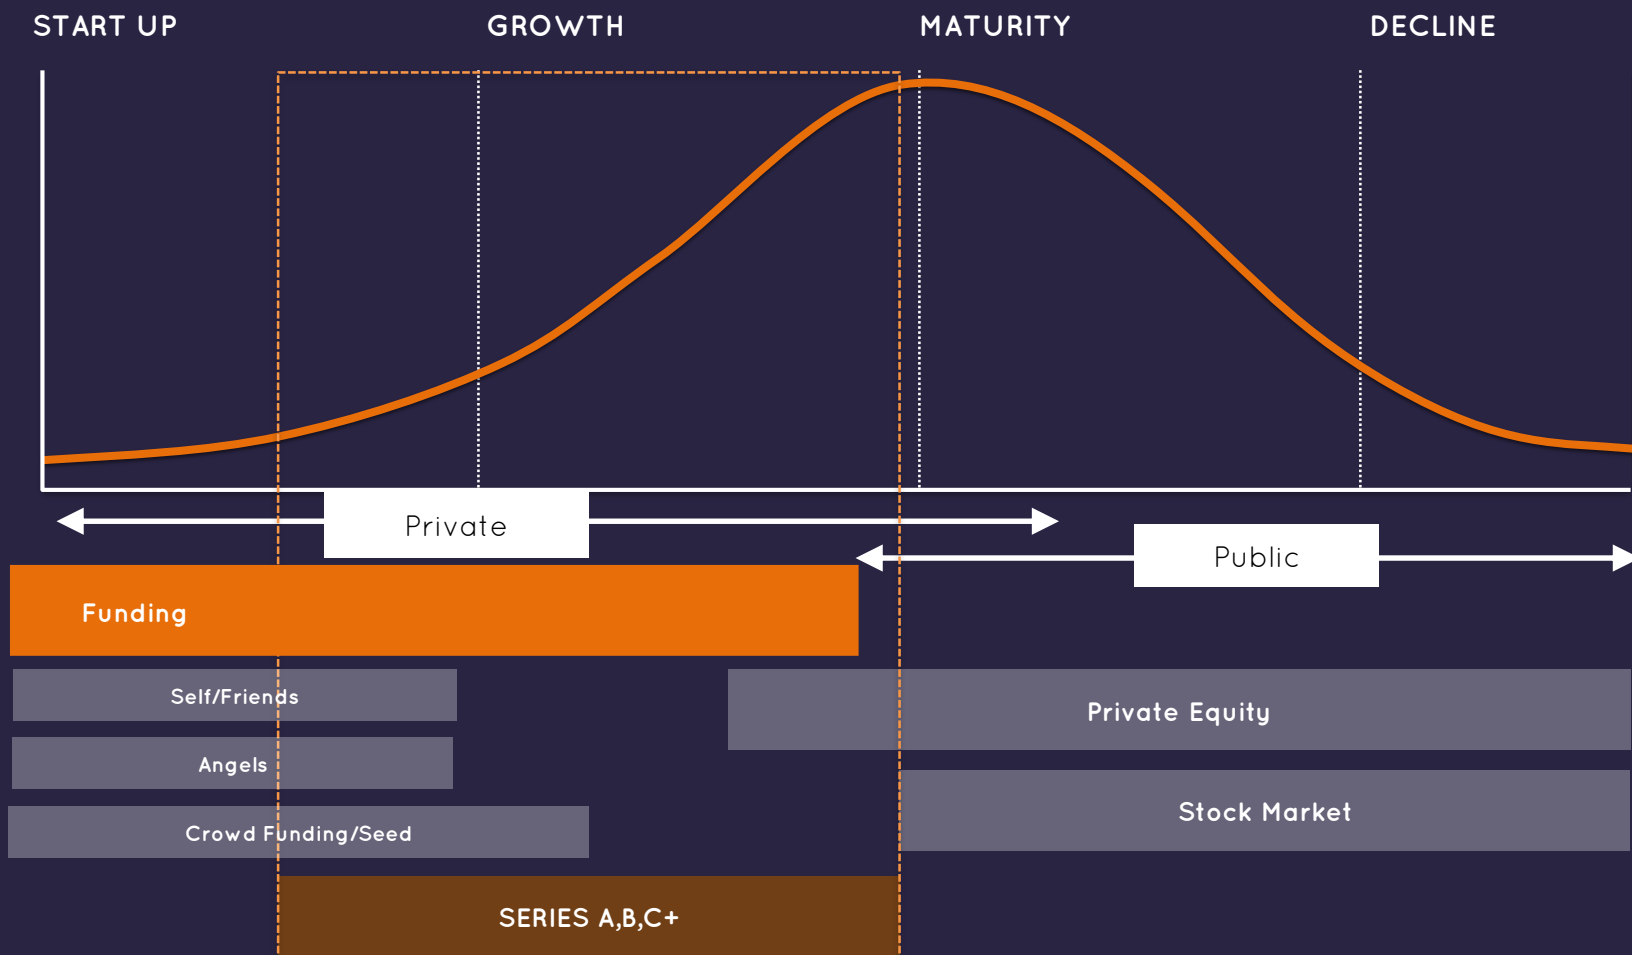 START UP
GROWTH
MATURITY
DECLINE
Private
Public
Funding
Self/Friends
Private Equity
Angels
Stock Market
Crowd Funding/Seed
SERIES A,B,C+